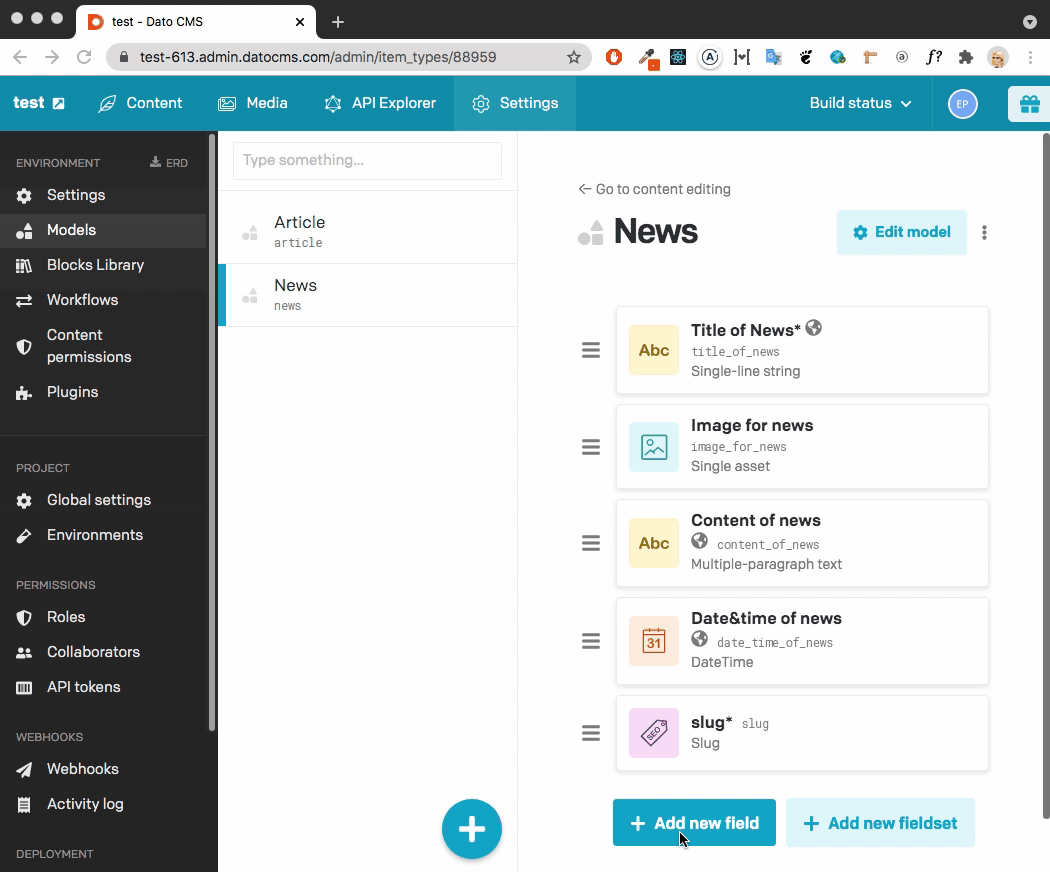 test - Dato CMS
test-613.admin.datocms.com/admin/item_types/88959
f?
test
Content
Media
API Explorer
Settings
Build status
EP
ENVIRONMENT
ERD
Settings
Models
Blocks Library
Workflows
Content
permissions
Plugins
PROJECT
Global settings
Environments
PERMISSIONS
Roles
Collaborators
API tokens
WEBHOOKS
Webhooks
Activity log
DEPLOYMENT
Type something...
Article
article
News
news
Go to content editing
News
Edit model
Abc
Title of News*
title_of_news
Single-line string
Image for news
image_for_news
Single asset
Abc
Content of news
content_of_news
Multiple-paragraph text
31
Date&time of news
date_time_of_news
DateTime
SEO
slug* slug
Slug
Add new field
Add new fieldset